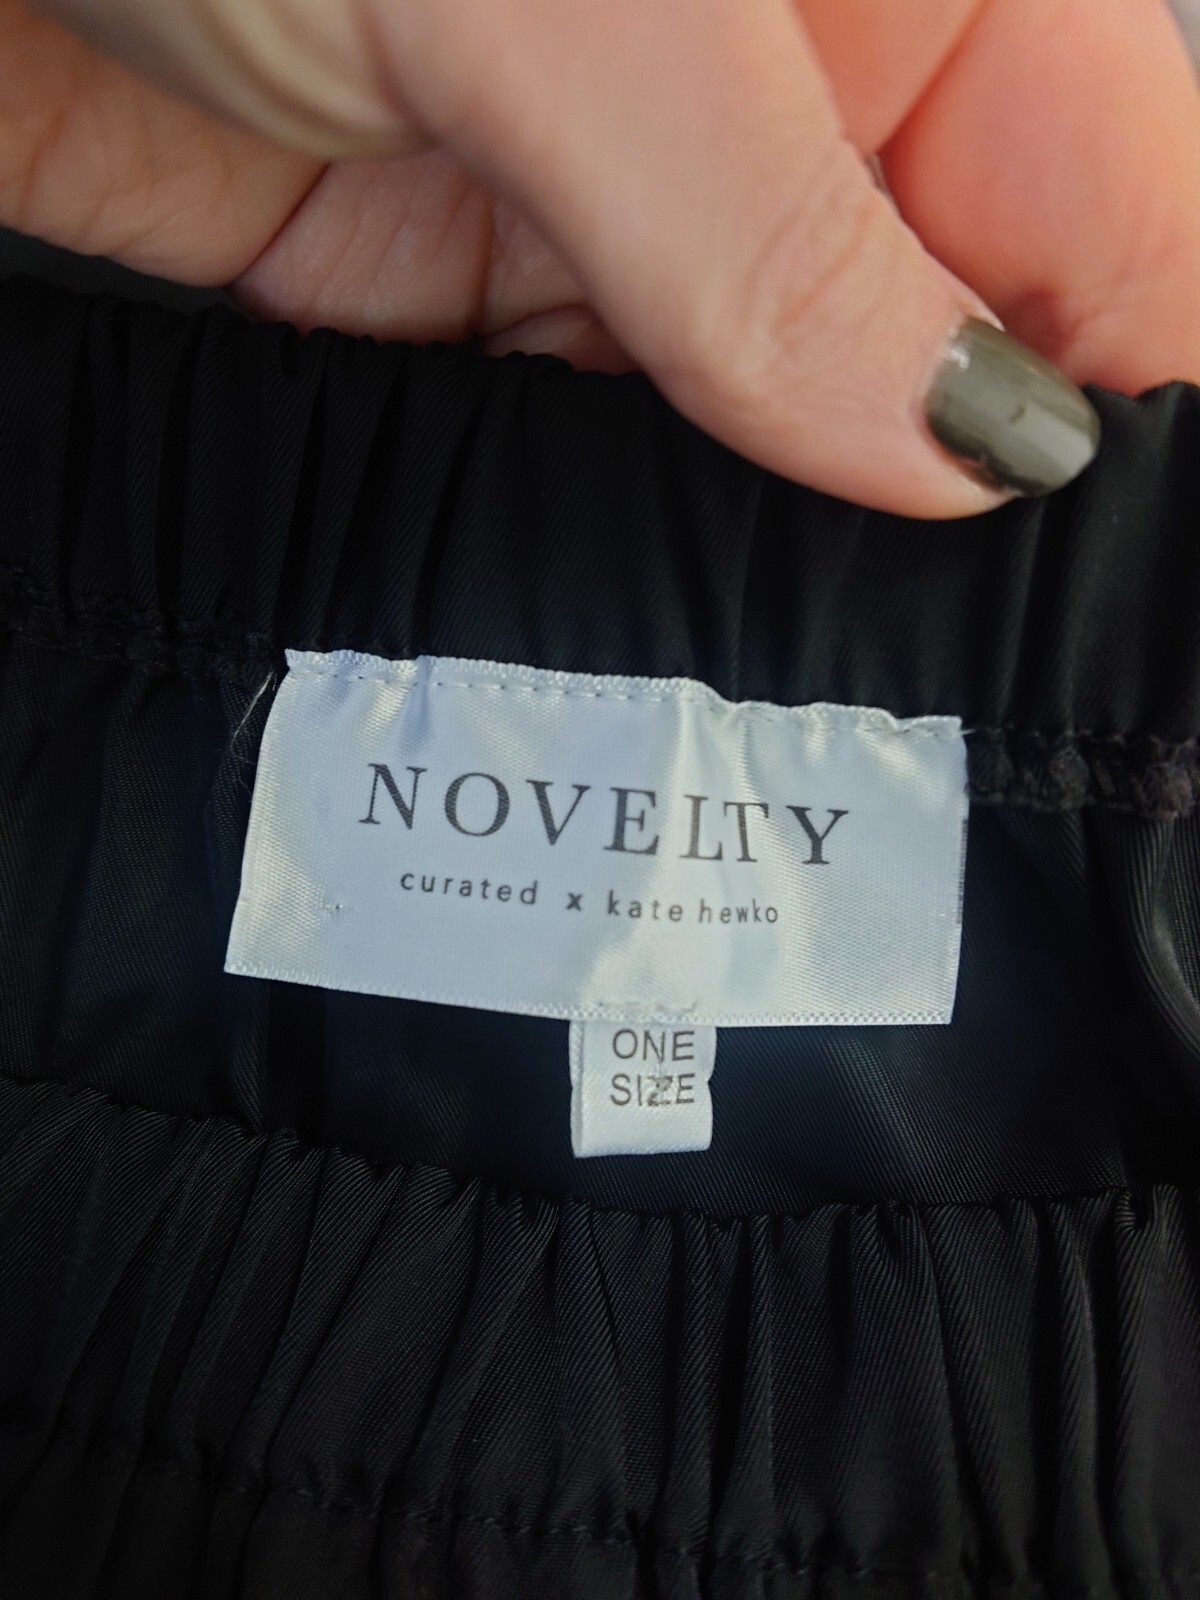 NOVELTY
curated x kate hewko
ONE
SIZE